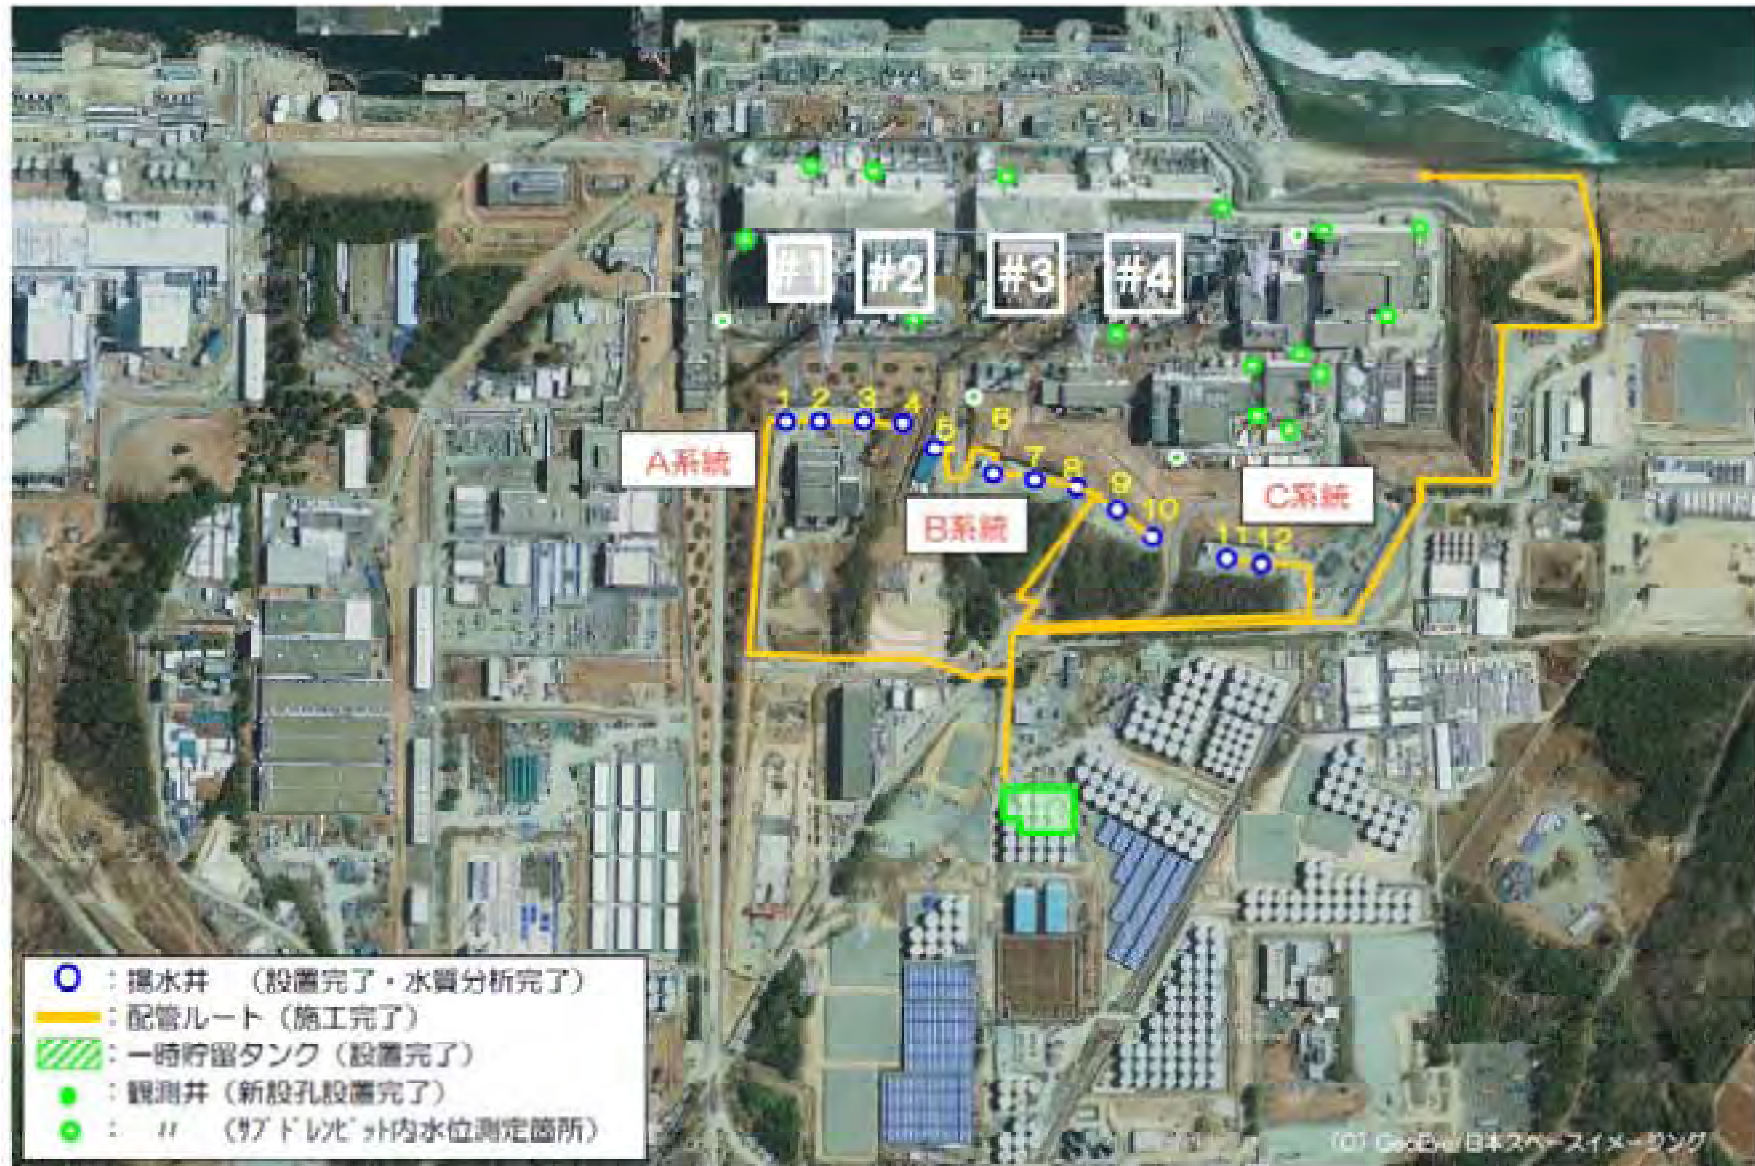 #1 #2 #3 #4
1 2 3 4
5 6
7 8 9 10
11 12
A系統
B系統
C系統
：揚水井　（設置完了・水質分析完了）
：配管ルート（施工完了）
：一時貯留タンク（設置完了）
：観測井（新設孔設置完了）
：　〃　（ｻﾌﾞﾄﾞﾚﾝﾋﾟｯﾄ内水位測定箇所）
(C) GeoEye/日本スペースイメージング